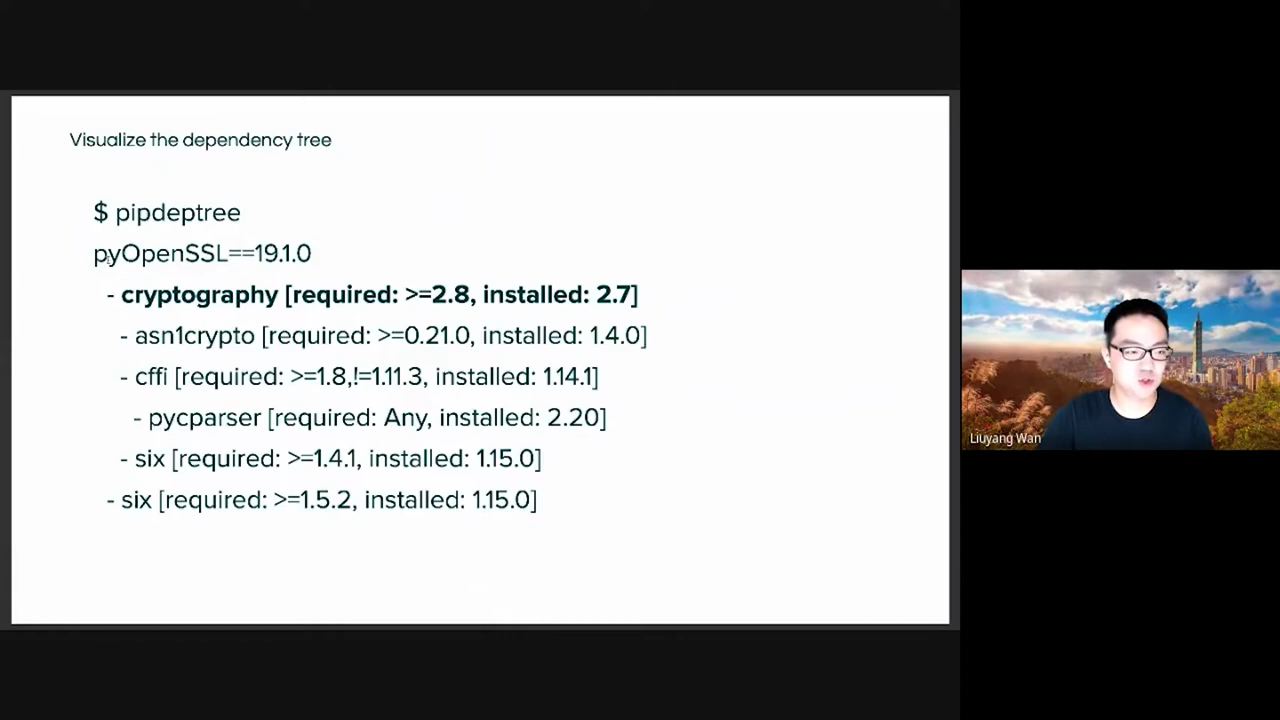 Visualize the dependency tree
$ pipdeptree
pyOpenSSL==19.1.0
- cryptography [required: >=2.8, installed: 2.7]
- asn1crypto [required: >=0.21.0, installed: 1.4.0]
- cffi [required: >=1.8,!=1.11.3, installed: 1.14.1]
- pycparser [required: Any, installed: 2.20]
- six [required: >=1.4.1, installed: 1.15.0]
- six [required: >=1.5.2, installed: 1.15.0]
Liuyang Wan